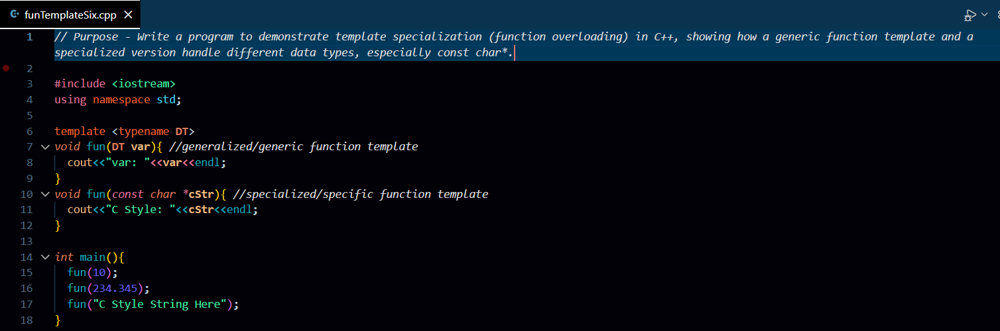 funTemplateSix.cpp
1 // Purpose - Write a program to demonstrate template specialization (function overloading) in C++, showing how a generic function template and a
specialized version handle different data types, especially const char*.
2
3 #include <iostream>
4 using namespace std;
5
6 template <typename DT>
7 void fun(DT var){ //generalized/generic function template
8   cout<<"var: "<<var<<endl;
9 }
10 void fun(const char *cStr){ //specialized/specific function template
11   cout<<"C Style: "<<cStr<<endl;
12 }
13
14 int main(){
15   fun(10);
16   fun(234.345);
17   fun("C Style String Here");
18 }